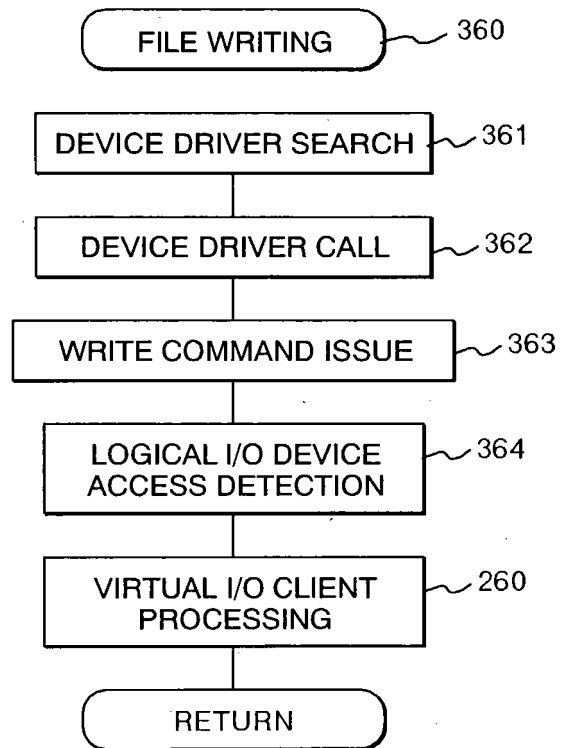 FILE WRITING 360
DEVICE DRIVER SEARCH 361
DEVICE DRIVER CALL 362
WRITE COMMAND ISSUE 363
LOGICAL I/O DEVICE 364
ACCESS DETECTION
VIRTUAL I/O CLIENT 260
PROCESSING
RETURN